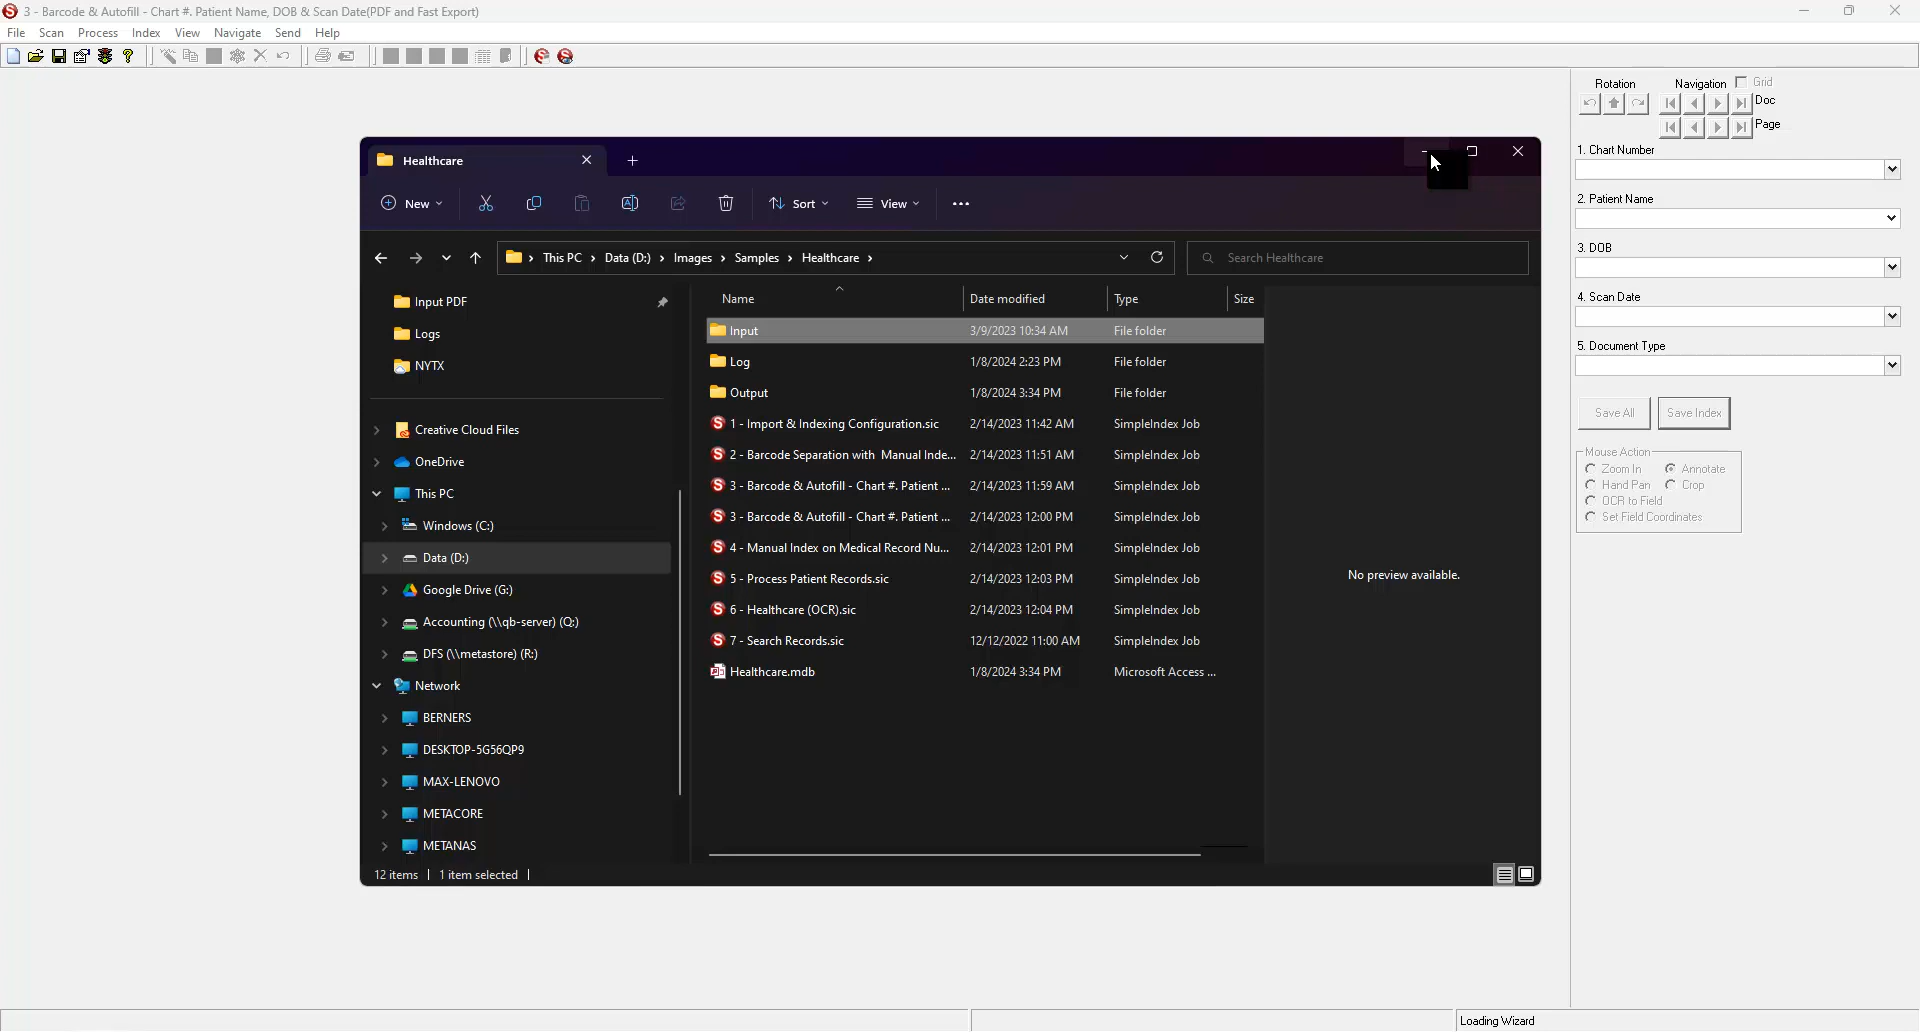 3 - Barcode & Autofill - Chart #. Patient Name, DOB & Scan Date(PDF and Fast Export)
File Scan Process Index View Navigate Send Help
Rotation Navigation Grid
Doc
Page
1. Chart Number
2. Patient Name
3. DOB
4. Scan Date
5. Document Type
Save All Save Index
Mouse Action
Zoom In Annotate
Hand Pan Crop
OCR to Field
Set Field Coordinates
Healthcare
New Sort View
This PC > Data (D:) > Images > Samples > Healthcare >
Search Healthcare
Input PDF
Logs
NYTX
Creative Cloud Files
OneDrive
This PC
Windows (C:)
Data (D:)
Google Drive (G:)
Accounting (\\qb-server) (Q:)
DFS (\\metastore) (R:)
Network
BERNERS
DESKTOP-5G56QP9
MAX-LENOVO
METACORE
METANAS
Name Date modified Type Size
Input 3/9/2023 10:34 AM File folder
Log 1/8/2024 2:23 PM File folder
Output 1/8/2024 3:34 PM File folder
1 - Import & Indexing Configuration.sic 2/14/2023 11:42 AM SimpleIndex Job
2 - Barcode Separation with Manual Inde... 2/14/2023 11:51 AM SimpleIndex Job
3 - Barcode & Autofill - Chart #. Patient ... 2/14/2023 11:59 AM SimpleIndex Job
3 - Barcode & Autofill - Chart #. Patient ... 2/14/2023 12:00 PM SimpleIndex Job
4 - Manual Index on Medical Record Nu... 2/14/2023 12:01 PM SimpleIndex Job
5 - Process Patient Records.sic 2/14/2023 12:03 PM SimpleIndex Job
6 - Healthcare (OCR).sic 2/14/2023 12:04 PM SimpleIndex Job
7 - Search Records.sic 12/12/2022 11:00 AM SimpleIndex Job
Healthcare.mdb 1/8/2024 3:34 PM Microsoft Access ...
No preview available.
12 items 1 item selected
Loading Wizard